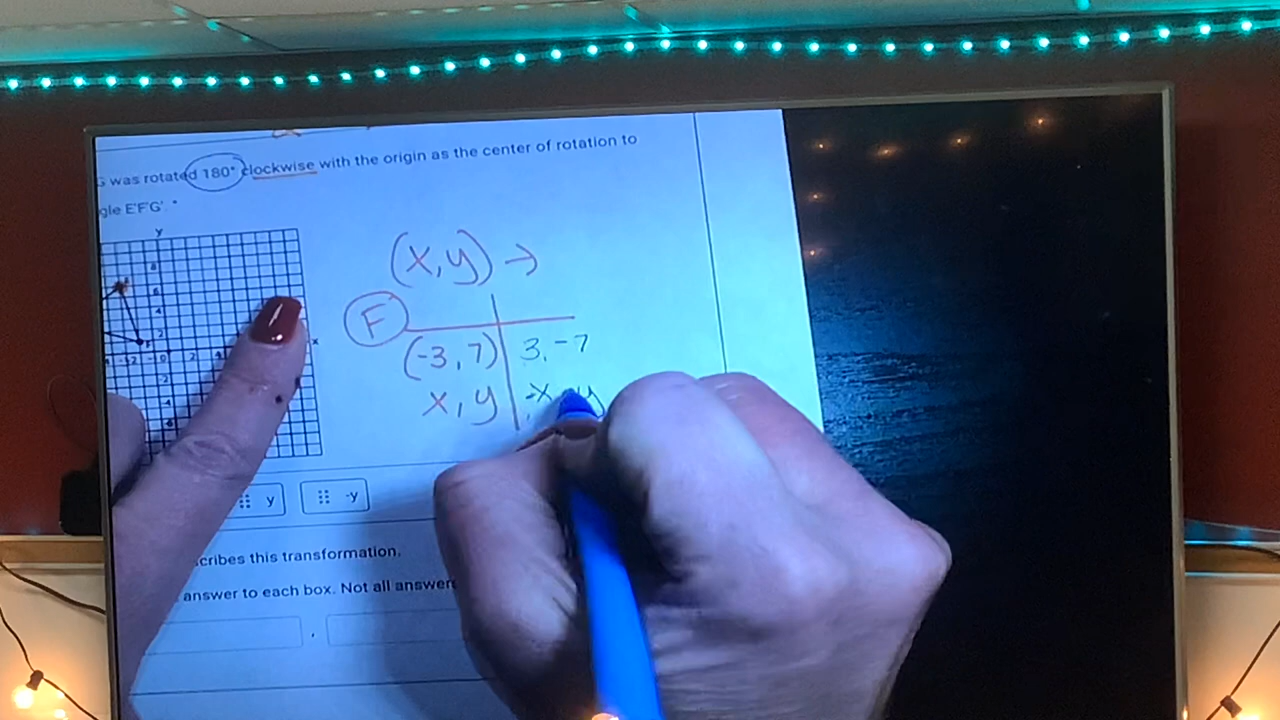 G was rotated 180° clockwise with the origin as the center of rotation to
gle E'F'G'. *
y
(x,y) →
F
(-3,7) 3,-7
x,y -x,-y
x
y -y
cribes this transformation.
answer to each box. Not all answer
,